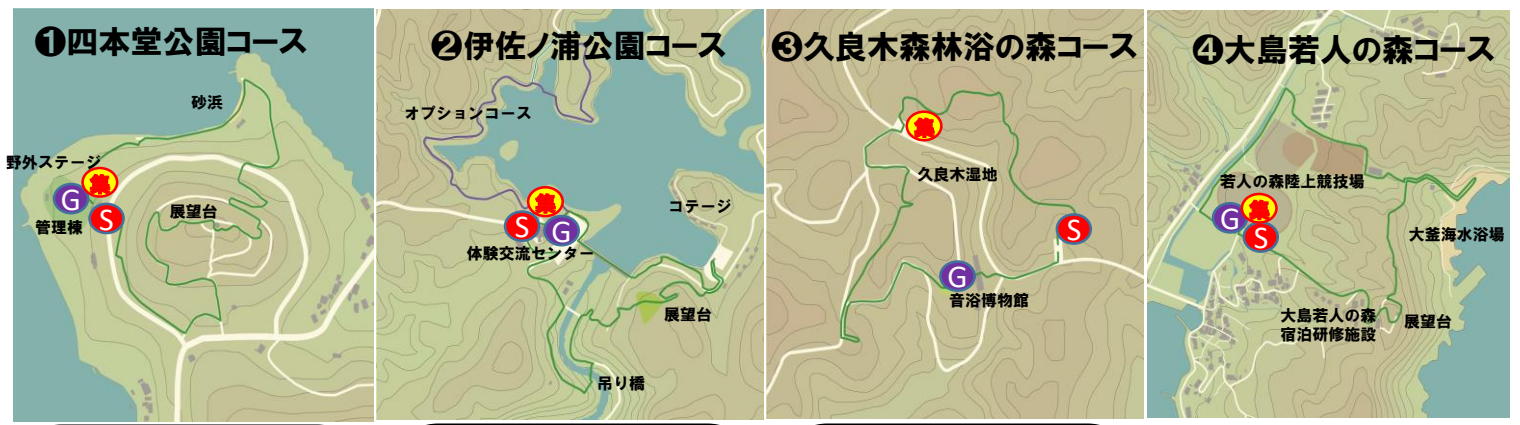 ❶四本堂公園コース
砂浜
野外ステージ
集
G
S
管理棟
展望台
❷伊佐ノ浦公園コース
オプションコース
集
S
G
体験交流センター
コテージ
展望台
吊り橋
❸久良木森林浴の森コース
集
久良木湿地
S
G
音浴博物館
❹大島若人の森コース
若人の森陸上競技場
集
G
S
大釜海水浴場
大島若人の森
宿泊研修施設
展望台